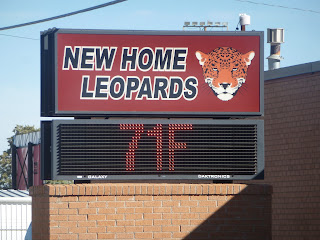 NEW HOME
LEOPARDS
71F
GALAXY DAKTRONICS